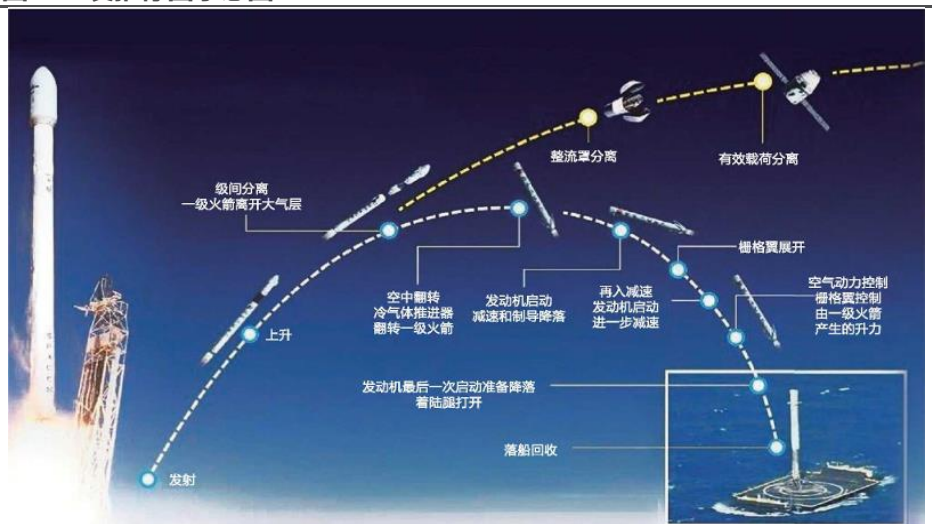 整流罩分离
有效载荷分离
级间分离
一级火箭离开大气层
栅格翼展开
空中翻转
冷气体推进器
翻转一级火箭
发动机启动
减速和制导降落
再入减速
发动机启动
进一步减速
空气动力控制
栅格翼控制
由一级火箭
产生的升力
上升
发动机最后一次启动准备降落
着陆腿打开
落船回收
发射